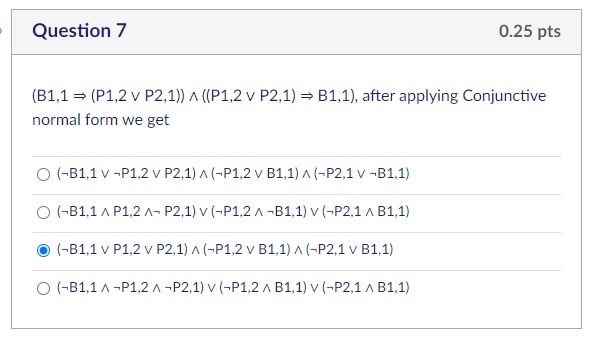 Question 7
0.25 pts
(B1,1 ⇒ (P1,2 ∨ P2,1)) ∧ ((P1,2 ∨ P2,1) ⇒ B1,1), after applying Conjunctive
normal form we get
(¬B1,1 ∨ ¬P1,2 ∨ P2,1) ∧ (¬P1,2 ∨ B1,1) ∧ (¬P2,1 ∨ ¬B1,1)
(¬B1,1 ∧ P1,2 ∧¬ P2,1) ∨ (¬P1,2 ∧ ¬B1,1) ∨ (¬P2,1 ∧ B1,1)
(¬B1,1 ∨ P1,2 ∨ P2,1) ∧ (¬P1,2 ∨ B1,1) ∧ (¬P2,1 ∨ B1,1)
(¬B1,1 ∧ ¬P1,2 ∧ ¬P2,1) ∨ (¬P1,2 ∧ B1,1) ∨ (¬P2,1 ∧ B1,1)